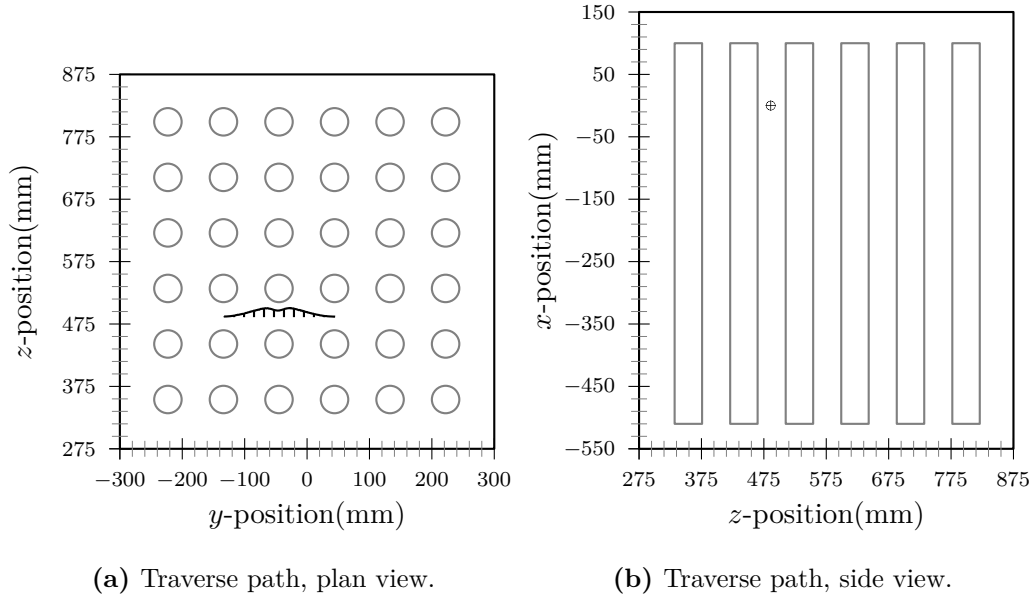 875
775
675
575
475
375
275
−300 −200 −100 0 100 200 300
z-position(mm)
y-position(mm)
(a) Traverse path, plan view.
150
50
−50
−150
−250
−350
−450
−550
275 375 475 575 675 775 875
x-position(mm)
z-position(mm)
(b) Traverse path, side view.